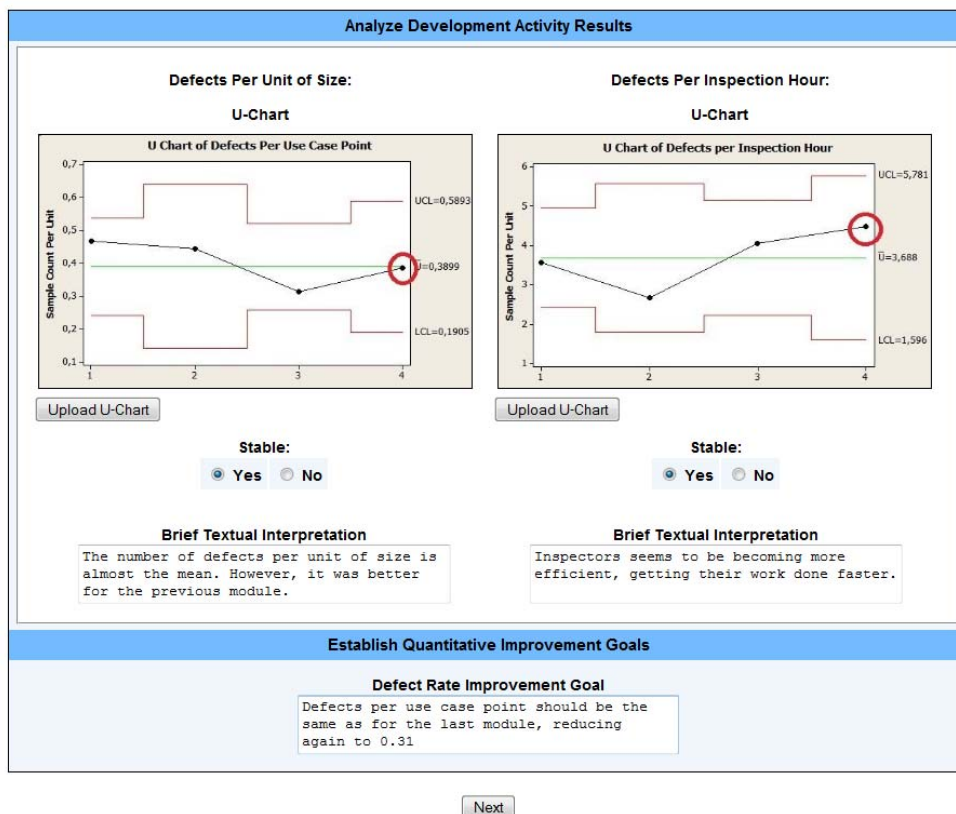 Analyze Development Activity Results
Defects Per Unit of Size:
U-Chart
U Chart of Defects Per Use Case Point
Sample Count Per Unit
0,7
0,6
0,5
0,4
0,3
0,2
0,1
1 2 3 4
UCL=0,5893
U=0,3899
LCL=0,1905
Upload U-Chart
Stable:
Yes No
Brief Textual Interpretation
The number of defects per unit of size is
almost the mean. However, it was better
for the previous module.
Defects Per Inspection Hour:
U-Chart
U Chart of Defects per Inspection Hour
Sample Count Per Unit
6
5
4
3
2
1
1 2 3 4
UCL=5,781
U=3,688
LCL=1,596
Upload U-Chart
Stable:
Yes No
Brief Textual Interpretation
Inspectors seems to be becoming more
efficient, getting their work done faster.
Establish Quantitative Improvement Goals
Defect Rate Improvement Goal
Defects per use case point should be the
same as for the last module, reducing
again to 0.31
Next